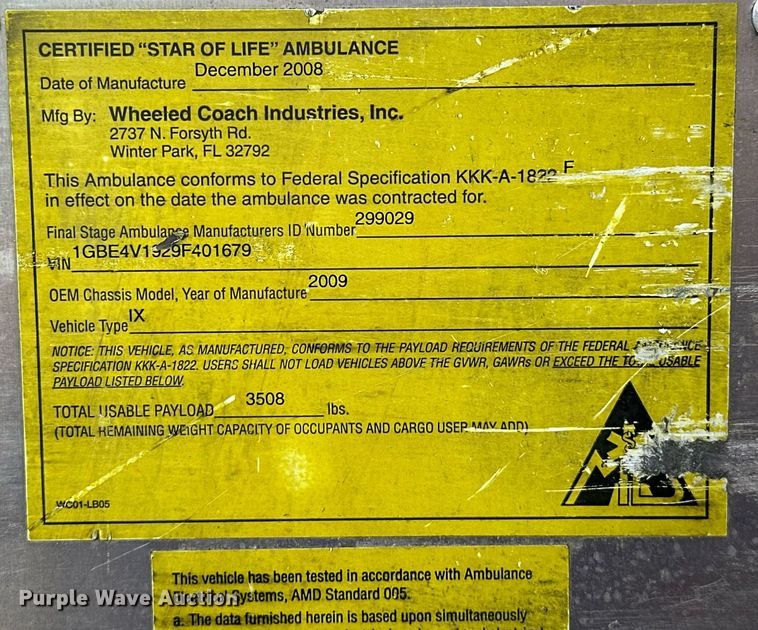 CERTIFIED “STAR OF LIFE” AMBULANCE
Date of Manufacture December 2008
Mfg By: Wheeled Coach Industries, Inc.
2737 N. Forsyth Rd.
Winter Park, FL 32792
This Ambulance conforms to Federal Specification KKK-A-1822 F
in effect on the date the ambulance was contracted for.
Final Stage Ambulance Manufacturers ID Number 299029
VIN 1GBE4V1929F401679
OEM Chassis Model, Year of Manufacture 2009
Vehicle Type IX
NOTICE: THIS VEHICLE, AS MANUFACTURED, CONFORMS TO THE PAYLOAD REQUIREMENTS OF THE FEDERAL AMBULANCE
SPECIFICATION KKK-A-1822. USERS SHALL NOT LOAD VEHICLES ABOVE THE GVWR, GAWRs OR EXCEED THE TOTAL USABLE
PAYLOAD LISTED BELOW.
TOTAL USABLE PAYLOAD 3508 lbs.
(TOTAL REMAINING WEIGHT CAPACITY OF OCCUPANTS AND CARGO USER MAY ADD)
WC01-LB05
This vehicle has been tested in accordance with Ambulance
Systems, AMD Standard 005.
a. The data furnished herein is based upon simultaneously
Purple Wave Auction